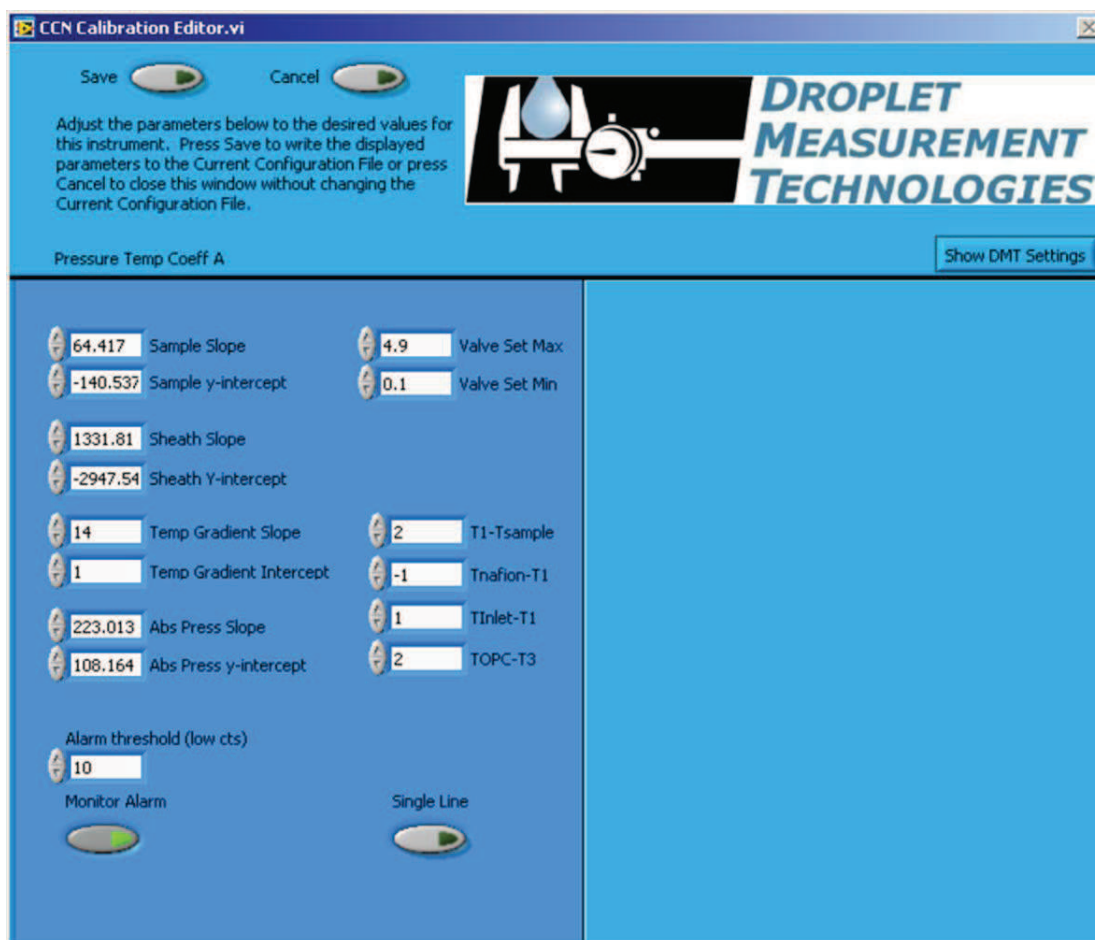 CCN Calibration Editor.vi
Save Cancel
Adjust the parameters below to the desired values for
this instrument. Press Save to write the displayed
parameters to the Current Configuration File or press
Cancel to close this window without changing the
Current Configuration File.
DROPLET
MEASUREMENT
TECHNOLOGIES
Pressure Temp Coeff A
Show DMT Settings
64.417 Sample Slope 4.9 Valve Set Max
-140.537 Sample y-intercept 0.1 Valve Set Min
1331.81 Sheath Slope
-2947.54 Sheath Y-intercept
14 Temp Gradient Slope 2 T1-Tsample
1 Temp Gradient Intercept -1 Tnafion-T1
223.013 Abs Press Slope 1 TInlet-T1
108.164 Abs Press y-intercept 2 TOPC-T3
Alarm threshold (low cts)
10
Monitor Alarm Single Line